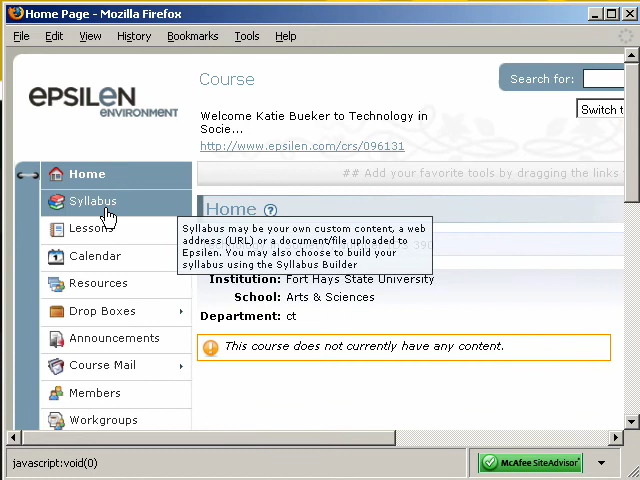 Home Page - Mozilla Firefox
File Edit View History Bookmarks Tools Help
EPSILEN
ENVIRONMENT
Course
Search for:
Welcome Katie Bueker to Technology in
Socie...
Switch t
http://www.epsilen.com/crs/096131
## Add your favorite tools by dragging the links
Home
Syllabus
Lessons
Calendar
Resources
Drop Boxes
Announcements
Course Mail
Members
Workgroups
Home ?
Syllabus may be your own custom content, a web
address (URL) or a document/file uploaded to
Epsilen. You may also choose to build your
syllabus using the Syllabus Builder
390
Institution: Fort Hays State University
School: Arts & Sciences
Department: ct
This course does not currently have any content.
javascript:void(0)
McAfee SiteAdvisor